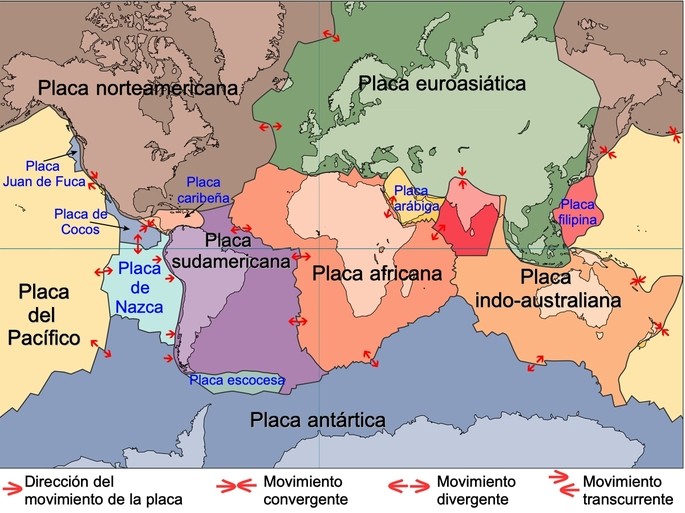 Placa norteamericana
Placa euroasiática
Placa
Juan de Fuca
Placa
caribeña
Placa
arábiga
Placa
filipina
Placa de
Cocos
Placa
sudamericana
Placa
de
Nazca
Placa africana
Placa
indo-australiana
Placa
del
Pacífico
Placa escocesa
Placa antártica
Dirección del
movimiento de la placa
Movimiento
convergente
Movimiento
divergente
Movimiento
transcurrente